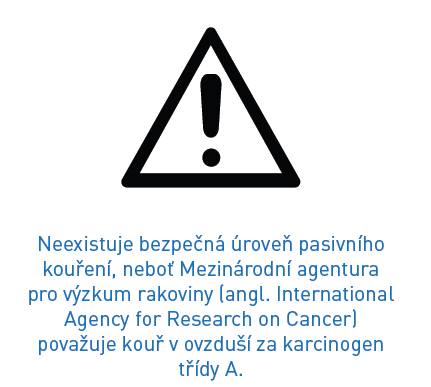 Neexistuje bezpečná úroveň pasivního
kouření, neboť Mezinárodní agentura
pro výzkum rakoviny (angl. International
Agency for Research on Cancer)
považuje kouř v ovzduší za karcinogen
třídy A.